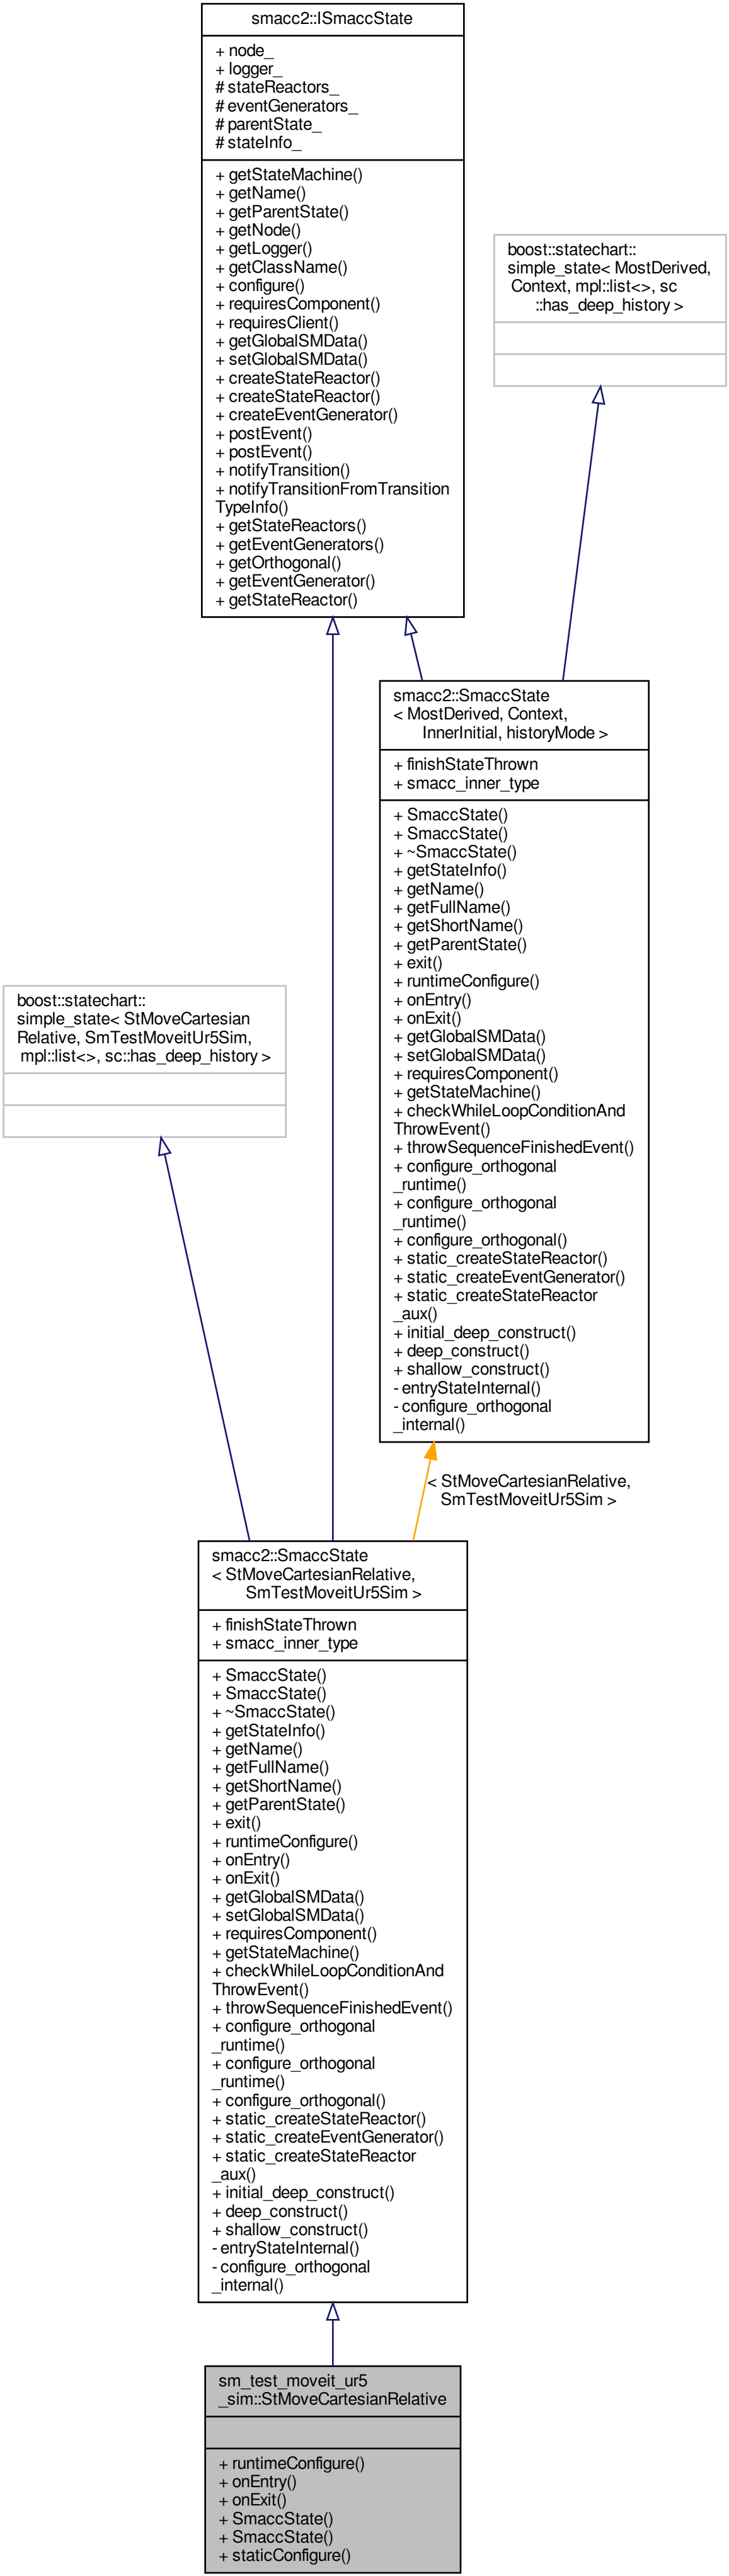 smacc2::ISmaccState
+ node_
+ logger_
# stateReactors_
# eventGenerators_
# parentState_
# stateInfo_
+ getStateMachine()
+ getName()
+ getParentState()
+ getNode()
+ getLogger()
+ getClassName()
+ configure()
+ requiresComponent()
+ requiresClient()
+ getGlobalSMData()
+ setGlobalSMData()
+ createStateReactor()
+ createStateReactor()
+ createEventGenerator()
+ postEvent()
+ postEvent()
+ notifyTransition()
+ notifyTransitionFromTransition
TypeInfo()
+ getStateReactors()
+ getEventGenerators()
+ getOrthogonal()
+ getEventGenerator()
+ getStateReactor()
boost::statechart::
simple_state< MostDerived,
Context, mpl::list<>, sc
::has_deep_history >
smacc2::SmaccState
< MostDerived, Context,
InnerInitial, historyMode >
+ finishStateThrown
+ smacc_inner_type
+ SmaccState()
+ SmaccState()
+ ~SmaccState()
+ getStateInfo()
+ getName()
+ getFullName()
+ getShortName()
+ getParentState()
+ exit()
+ runtimeConfigure()
+ onEntry()
+ onExit()
+ getGlobalSMData()
+ setGlobalSMData()
+ requiresComponent()
+ getStateMachine()
+ checkWhileLoopConditionAnd
ThrowEvent()
+ throwSequenceFinishedEvent()
+ configure_orthogonal
_runtime()
+ configure_orthogonal
_runtime()
+ configure_orthogonal()
+ static_createStateReactor()
+ static_createEventGenerator()
+ static_createStateReactor
_aux()
+ initial_deep_construct()
+ deep_construct()
+ shallow_construct()
- entryStateInternal()
- configure_orthogonal
_internal()
boost::statechart::
simple_state< StMoveCartesian
Relative, SmTestMoveitUr5Sim,
mpl::list<>, sc::has_deep_history >
< StMoveCartesianRelative,
SmTestMoveitUr5Sim >
smacc2::SmaccState
< StMoveCartesianRelative,
SmTestMoveitUr5Sim >
+ finishStateThrown
+ smacc_inner_type
+ SmaccState()
+ SmaccState()
+ ~SmaccState()
+ getStateInfo()
+ getName()
+ getFullName()
+ getShortName()
+ getParentState()
+ exit()
+ runtimeConfigure()
+ onEntry()
+ onExit()
+ getGlobalSMData()
+ setGlobalSMData()
+ requiresComponent()
+ getStateMachine()
+ checkWhileLoopConditionAnd
ThrowEvent()
+ throwSequenceFinishedEvent()
+ configure_orthogonal
_runtime()
+ configure_orthogonal
_runtime()
+ configure_orthogonal()
+ static_createStateReactor()
+ static_createEventGenerator()
+ static_createStateReactor
_aux()
+ initial_deep_construct()
+ deep_construct()
+ shallow_construct()
- entryStateInternal()
- configure_orthogonal
_internal()
sm_test_moveit_ur5
_sim::StMoveCartesianRelative
+ runtimeConfigure()
+ onEntry()
+ onExit()
+ SmaccState()
+ SmaccState()
+ staticConfigure()